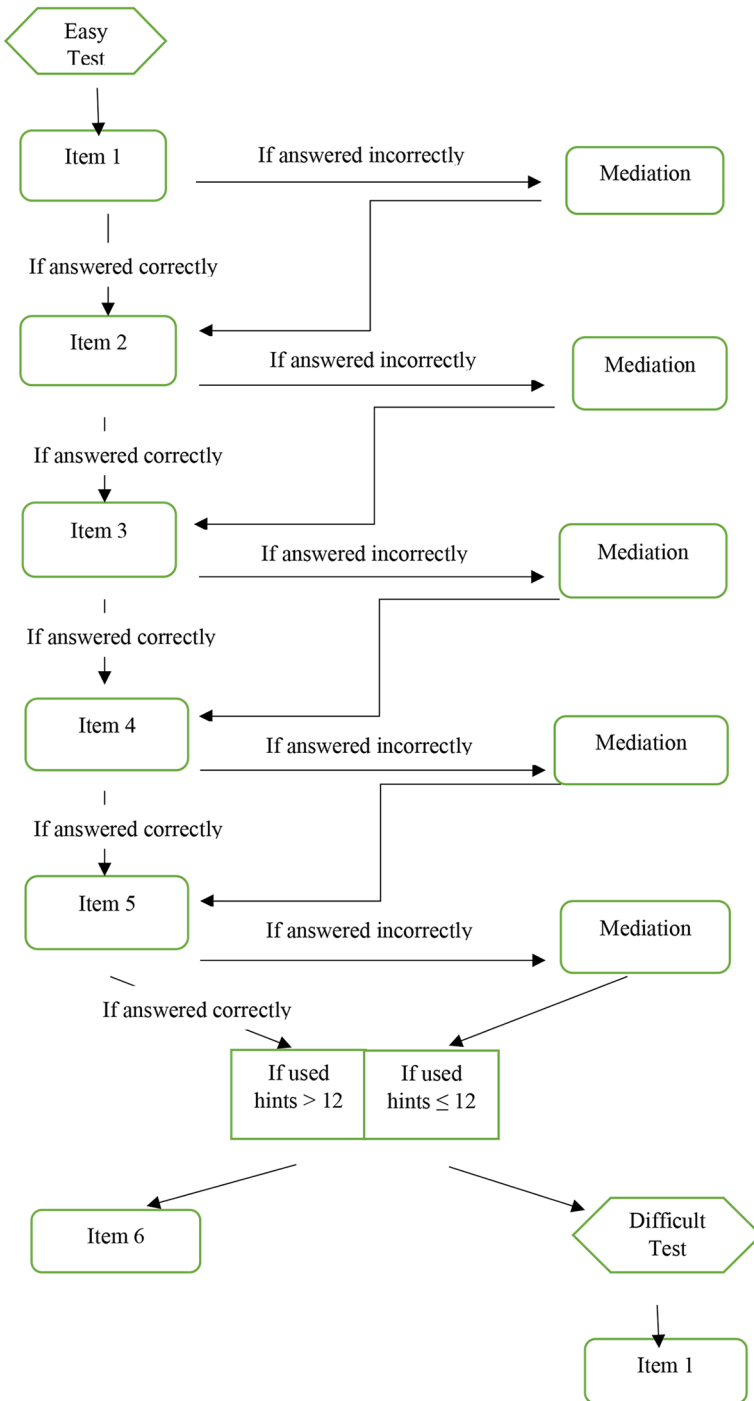 Easy
Test
Item 1
If answered incorrectly
Mediation
If answered correctly
Item 2
If answered incorrectly
Mediation
If answered correctly
Item 3
If answered incorrectly
Mediation
If answered correctly
Item 4
If answered incorrectly
Mediation
If answered correctly
Item 5
If answered incorrectly
Mediation
If answered correctly
If used
hints > 12
If used
hints ≤ 12
Item 6
Difficult
Test
Item 1